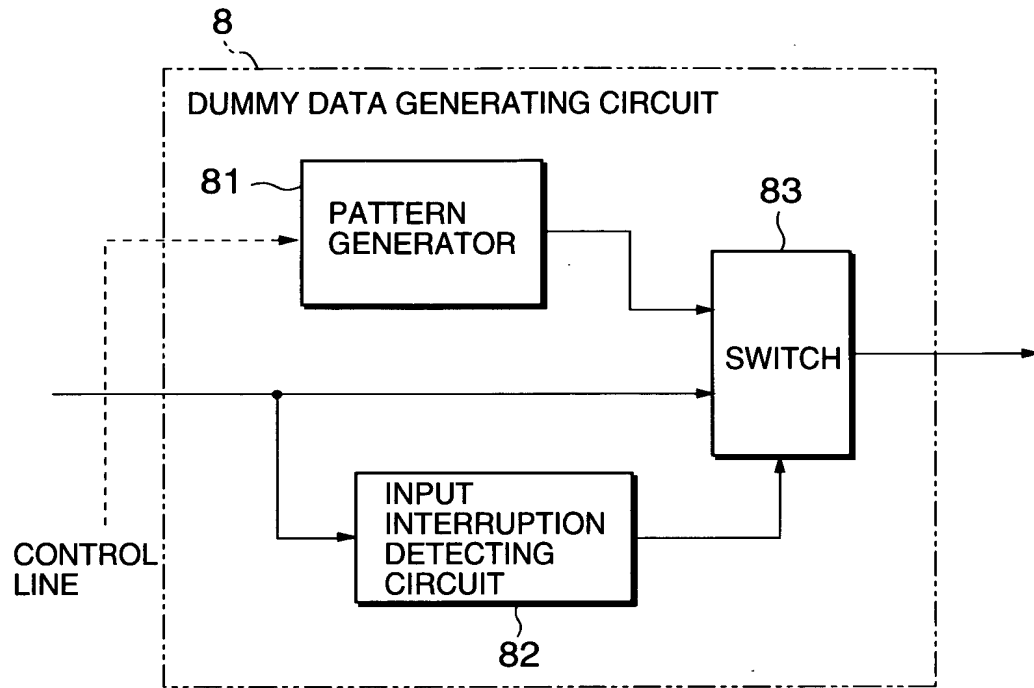 8
DUMMY DATA GENERATING CIRCUIT
81
PATTERN
GENERATOR
83
SWITCH
INPUT
INTERRUPTION
DETECTING
CIRCUIT
CONTROL
LINE
82